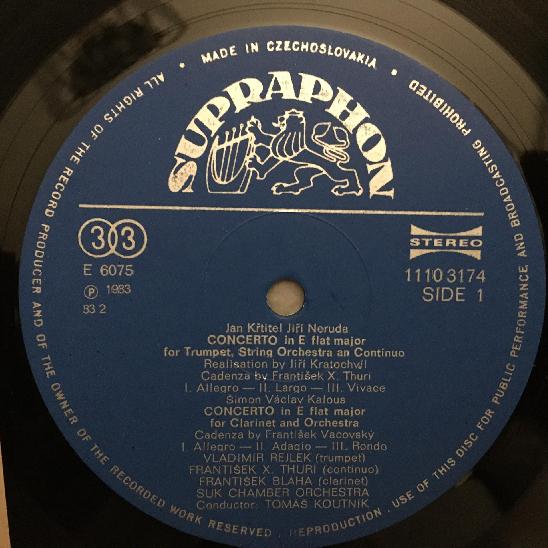 MADE IN CZECHOSLOVAKIA
ALL RIGHTS OF THE RECORD PRODUCER AND OF THE OWNER OF THE RECORDED WORK RESERVED . REPRODUCTION . USE OF THIS DISC FOR PUBLIC PERFORMANCE AND BROADCASTING PROHIBITED
SUPRAPHON
33
E 6075
℗ 1983
83 2
STEREO
1110 3174
SIDE 1
Jan Křtitel Jiří Neruda
CONCERTO in E flat major
for Trumpet, String Orchestra an Continuo
Realisation by Jiří Kratochvíl
Cadenza by František X. Thuri
I. Allegro — II. Largo — III. Vivace
Šimon Václav Kalous
CONCERTO in E flat major
for Clarinet and Orchestra
Cadenza by František Vacovský
I. Allegro — II. Adagio — III. Rondo
VLADIMÍR REJLEK (trumpet)
FRANTIŠEK X. THURI (continuo)
FRANTIŠEK BLÁHA (clarinet)
SUK CHAMBER ORCHESTRA
Conductor: TOMÁŠ KOUTNÍK